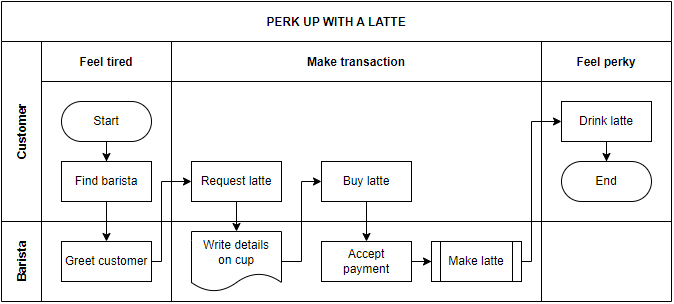 PERK UP WITH A LATTE
Feel tired
Make transaction
Feel perky
Customer
Start
Drink latte
Find barista
Request latte
Buy latte
End
Barista
Greet customer
Write details
on cup
Accept
payment
Make latte